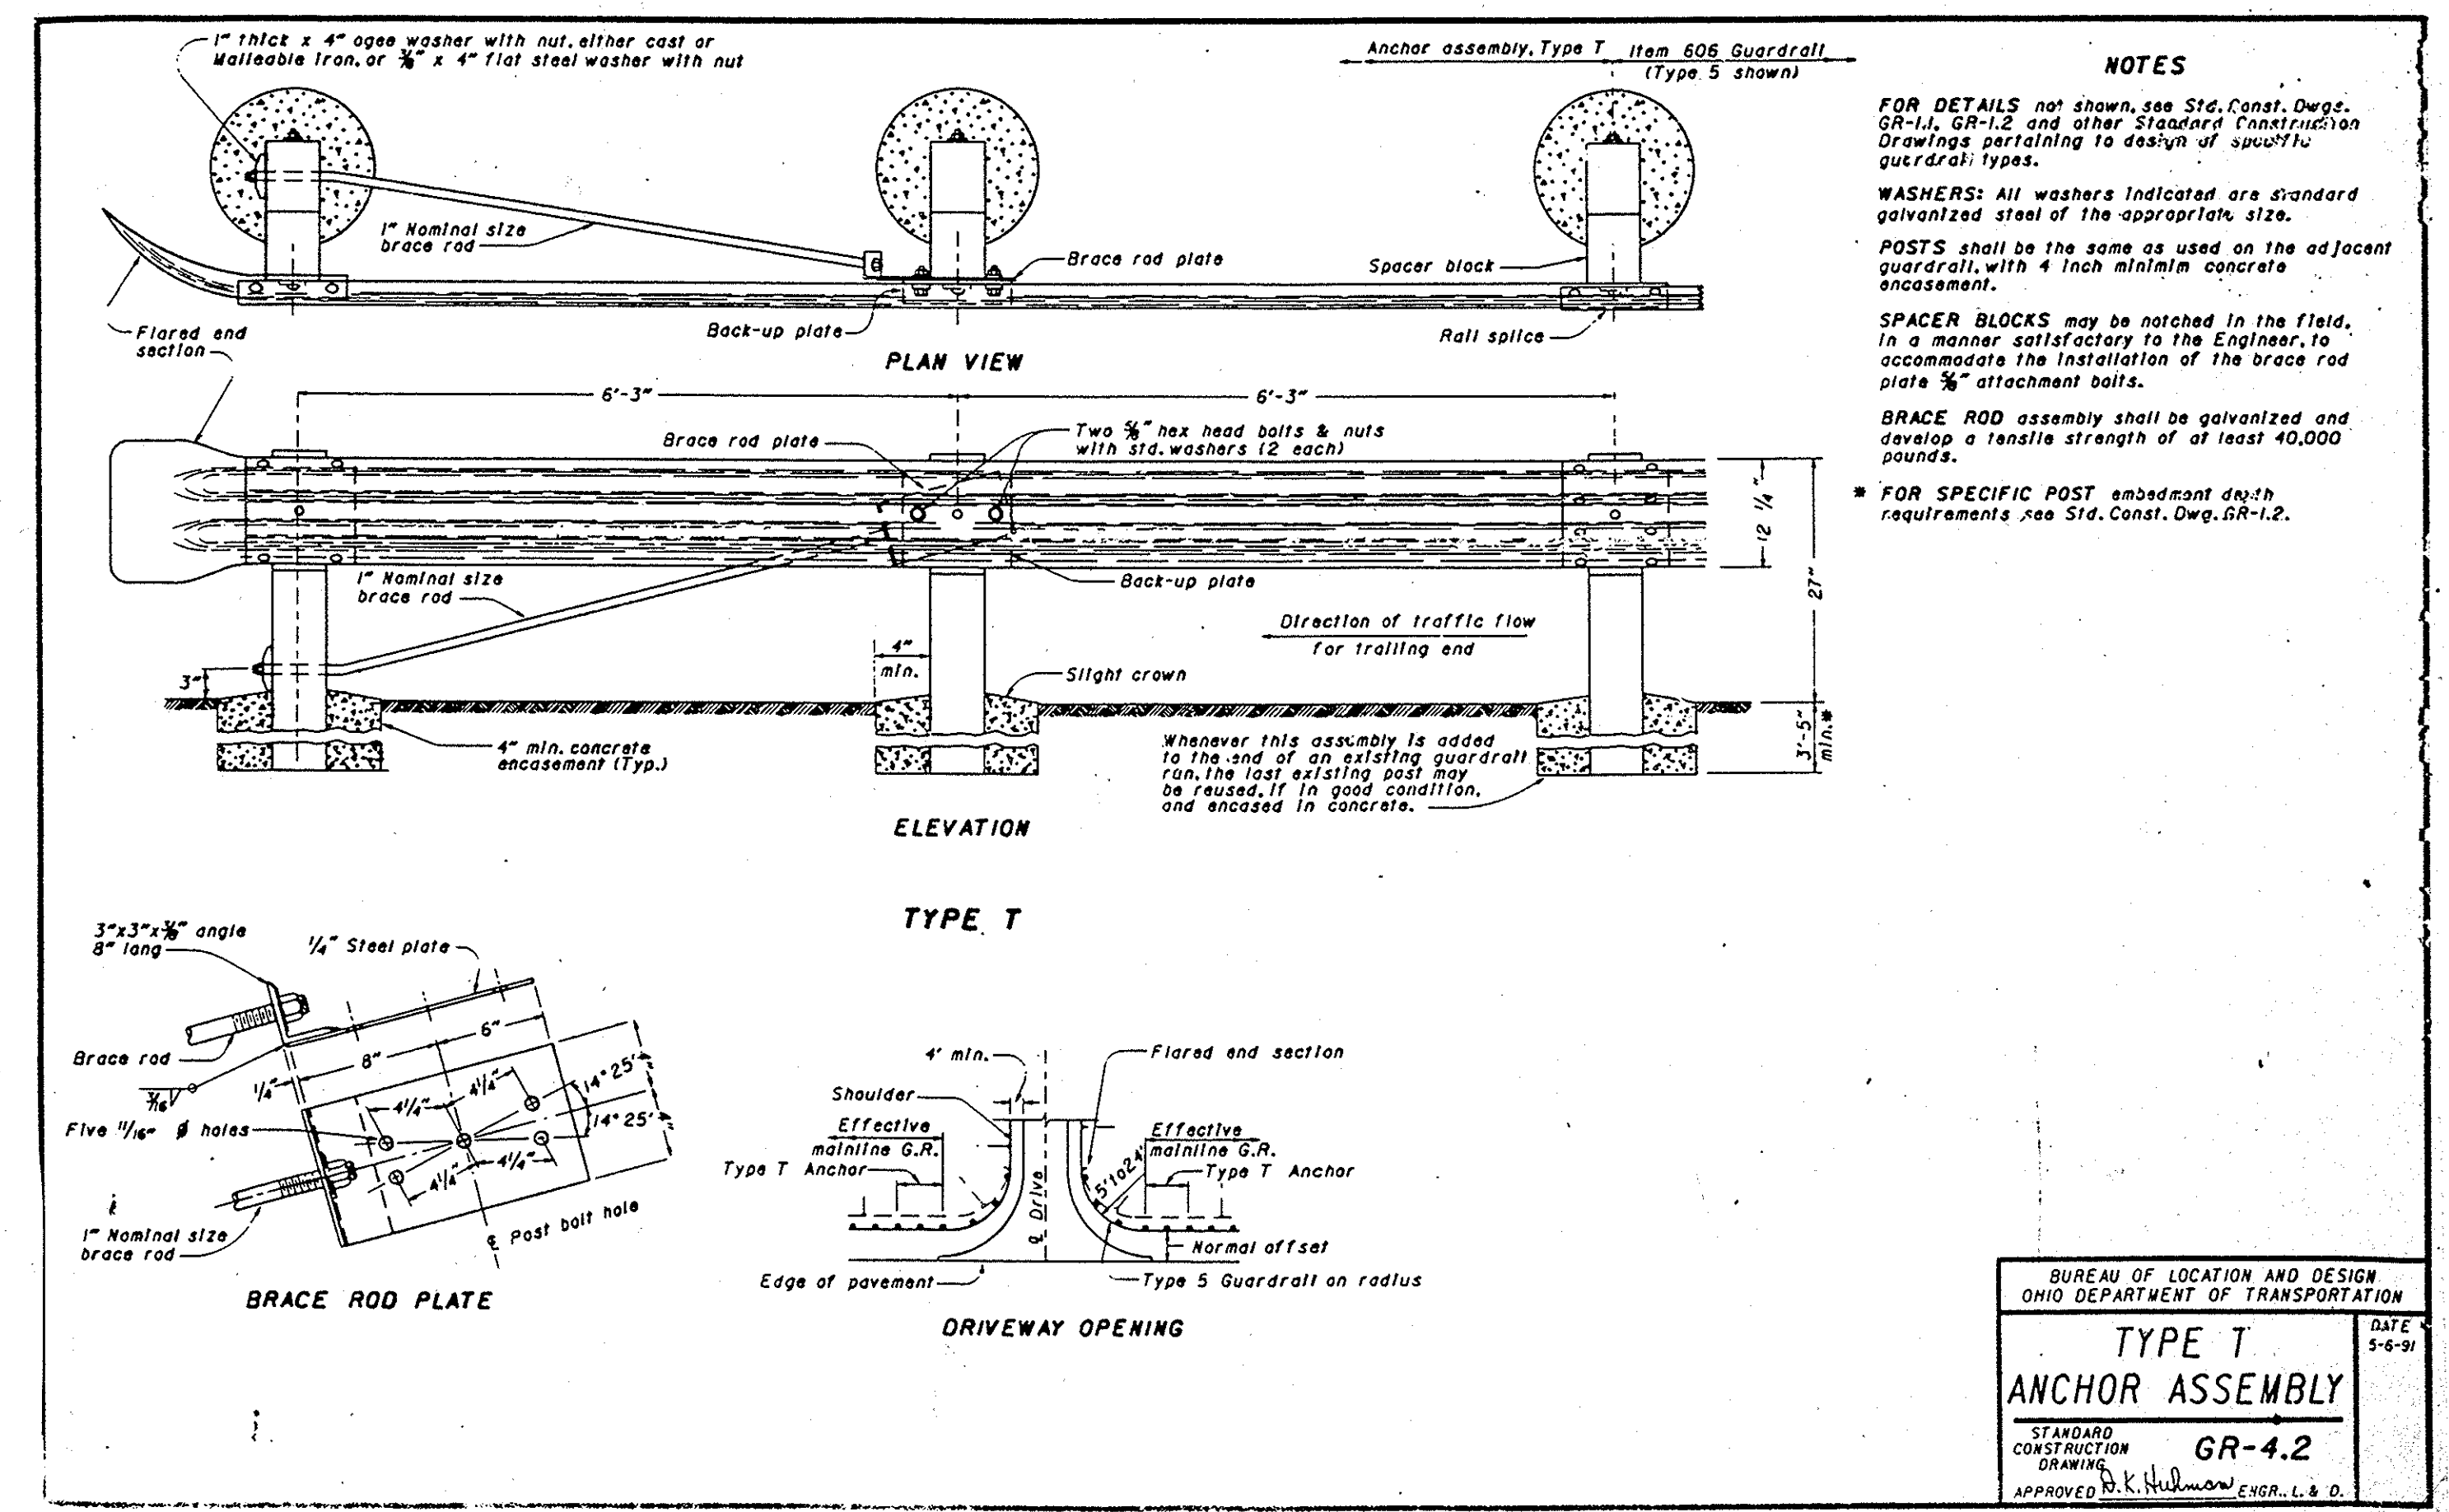 1" thick x 4" ogee washer with nut, either cast or
Malleable Iron, or 3/8" x 4" flat steel washer with nut
Anchor assembly, Type T
Item 606 Guardrail
(Type 5 shown)
1" Nominal size
brace rod
Brace rod plate
Spacer block
Flared end
section
Back-up plate
Rail splice
PLAN VIEW
6'-3"
6'-3"
Brace rod plate
Two 5/8" hex head bolts & nuts
with std. washers (2 each)
12 1/4"
27"
1" Nominal size
brace rod
Back-up plate
Direction of traffic flow
for trailing end
4"
min.
3"
Slight crown
4" min. concrete
encasement (Typ.)
Whenever this assembly is added
to the end of an existing guardrail
run, the last existing post may
be reused, if in good condition,
and encased in concrete.
3'-5"
min.*
ELEVATION
TYPE T
3"x3"x3/8" angle
8" long
1/4" Steel plate
Brace rod
3/16
1/4"
8"
6"
4 1/4"
4 1/4"
14° 25'
4"
14° 25'
4"
Five 11/16" Ø holes
4 1/4"
4 1/4"
1" Nominal size
brace rod
℄ Post bolt hole
BRACE ROD PLATE
4' min.
Flared end section
Shoulder
Effective
mainline G.R.
Effective
mainline G.R.
Type T Anchor
Type T Anchor
5' to 24'
℄ Drive
Normal offset
Edge of pavement
Type 5 Guardrail on radius
DRIVEWAY OPENING
NOTES
FOR DETAILS not shown, see Std. Const. Dwgs.
GR-1.1, GR-1.2 and other Standard Construction
Drawings pertaining to design of specific
guardrail types.
WASHERS: All washers indicated are standard
galvanized steel of the appropriate size.
POSTS shall be the same as used on the adjacent
guardrail, with 4 inch minimim concrete
encasement.
SPACER BLOCKS may be notched in the field,
in a manner satisfactory to the Engineer, to
accommodate the installation of the brace rod
plate 5/8" attachment bolts.
BRACE ROD assembly shall be galvanized and
develop a tensile strength of at least 40,000
pounds.
* FOR SPECIFIC POST embedment depth
requirements see Std. Const. Dwg. GR-1.2.
BUREAU OF LOCATION AND DESIGN
OHIO DEPARTMENT OF TRANSPORTATION
TYPE T
ANCHOR ASSEMBLY
DATE
5-6-91
STANDARD
CONSTRUCTION
DRAWING
GR-4.2
APPROVED D.K. Huhman ENGR., L. & D.